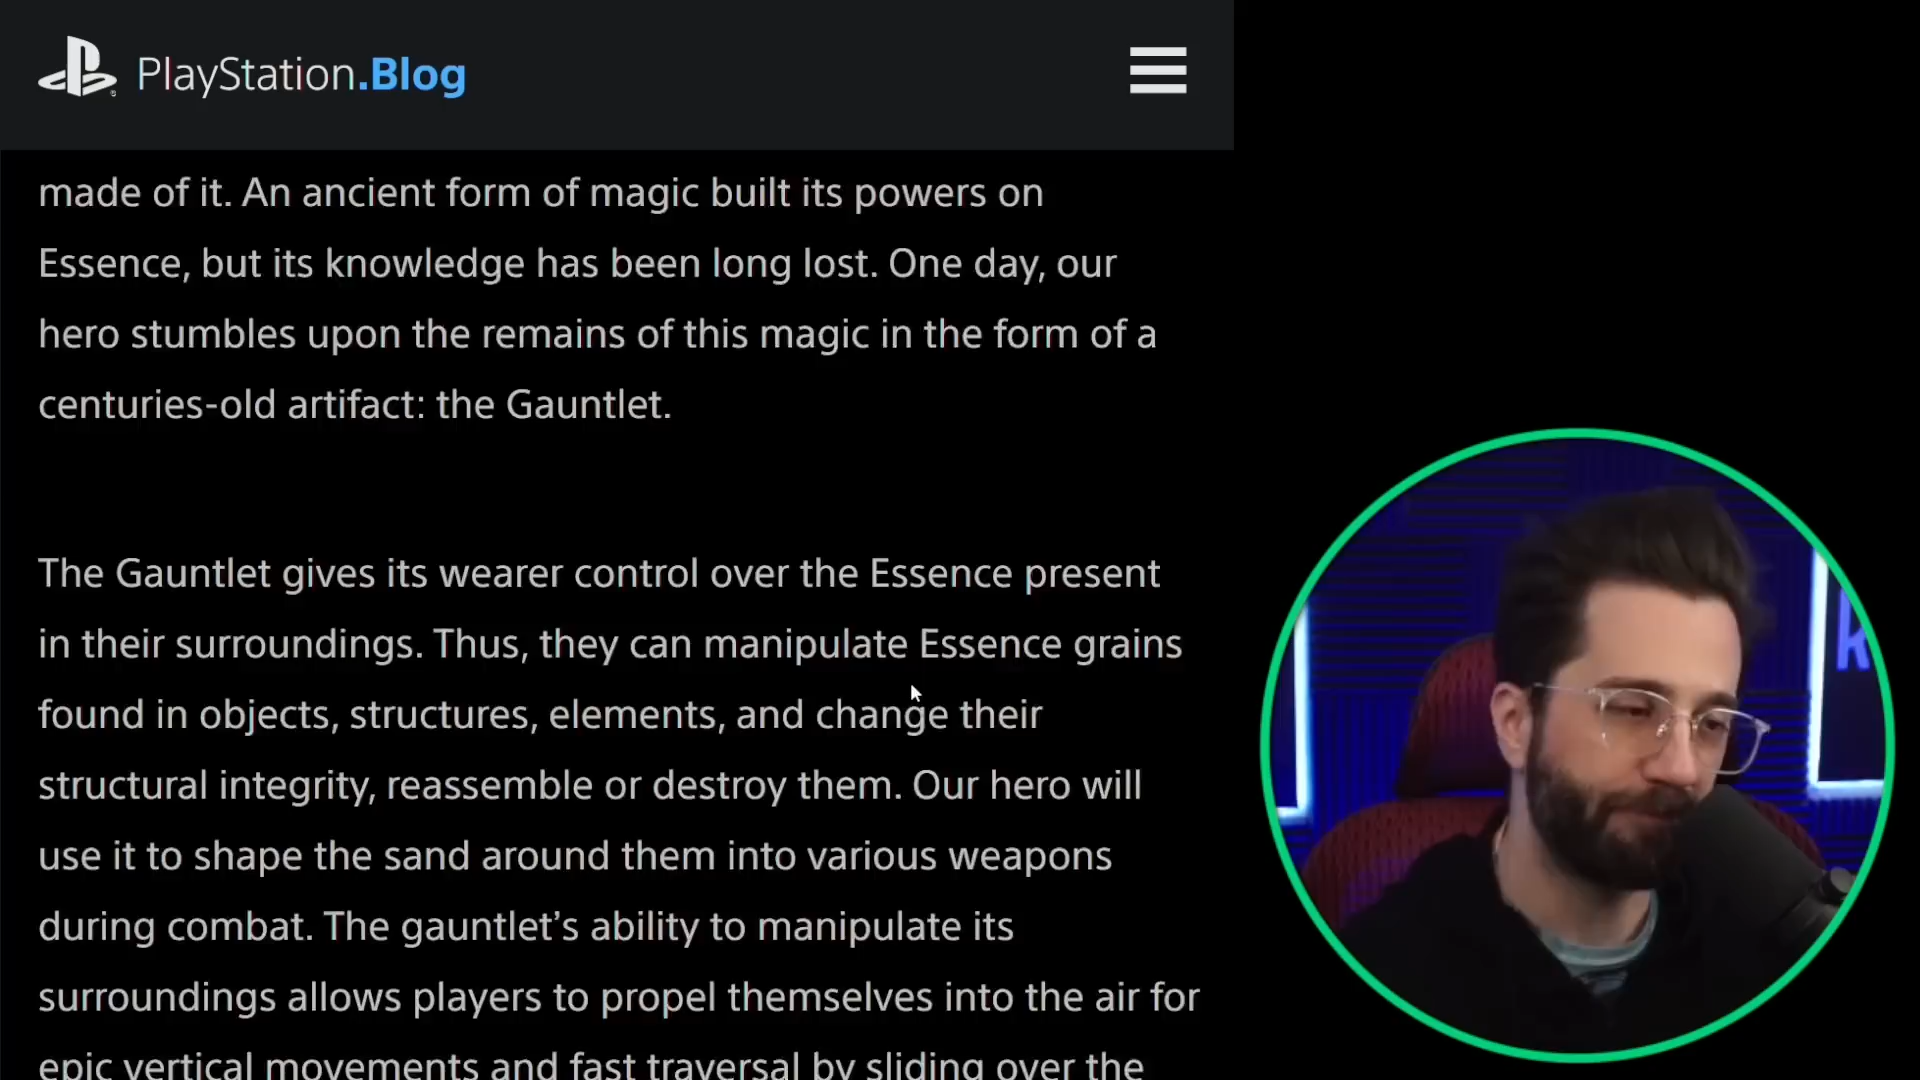 PlayStation.Blog
made of it. An ancient form of magic built its powers on
Essence, but its knowledge has been long lost. One day, our
hero stumbles upon the remains of this magic in the form of a
centuries-old artifact: the Gauntlet.
The Gauntlet gives its wearer control over the Essence present
in their surroundings. Thus, they can manipulate Essence grains
found in objects, structures, elements, and change their
structural integrity, reassemble or destroy them. Our hero will
use it to shape the sand around them into various weapons
during combat. The gauntlet’s ability to manipulate its
surroundings allows players to propel themselves into the air for
epic vertical movements and fast traversal by sliding over the
k